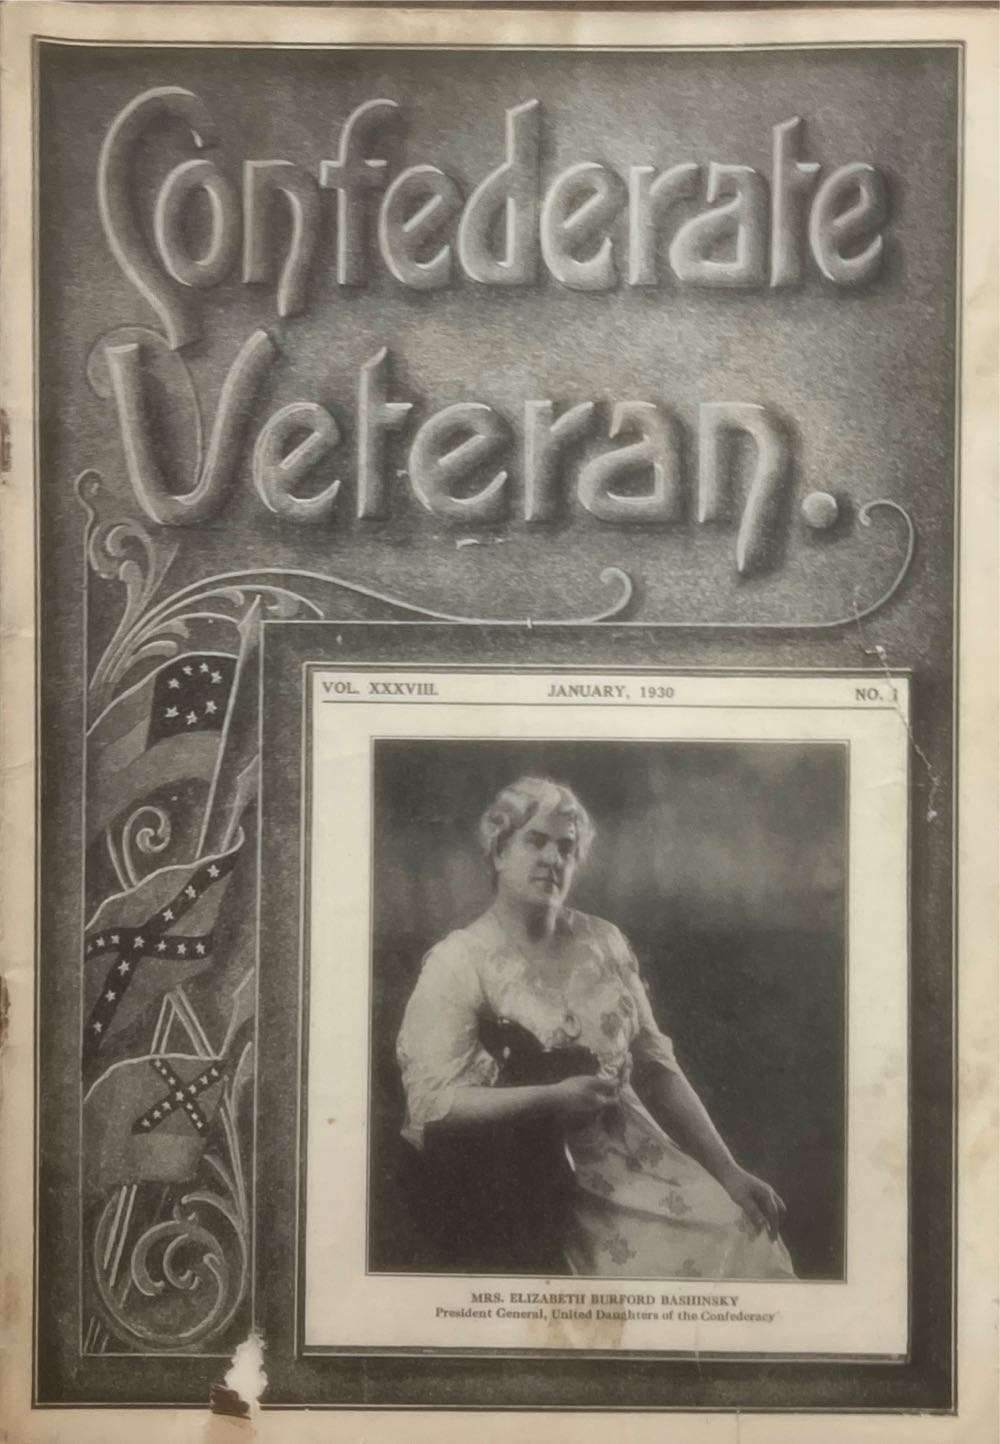 Confederate
Veteran.
VOL. XXXVIII. JANUARY, 1930 NO. 1
MRS. ELIZABETH BURFORD BASHINSKY
President General, United Daughters of the Confederacy